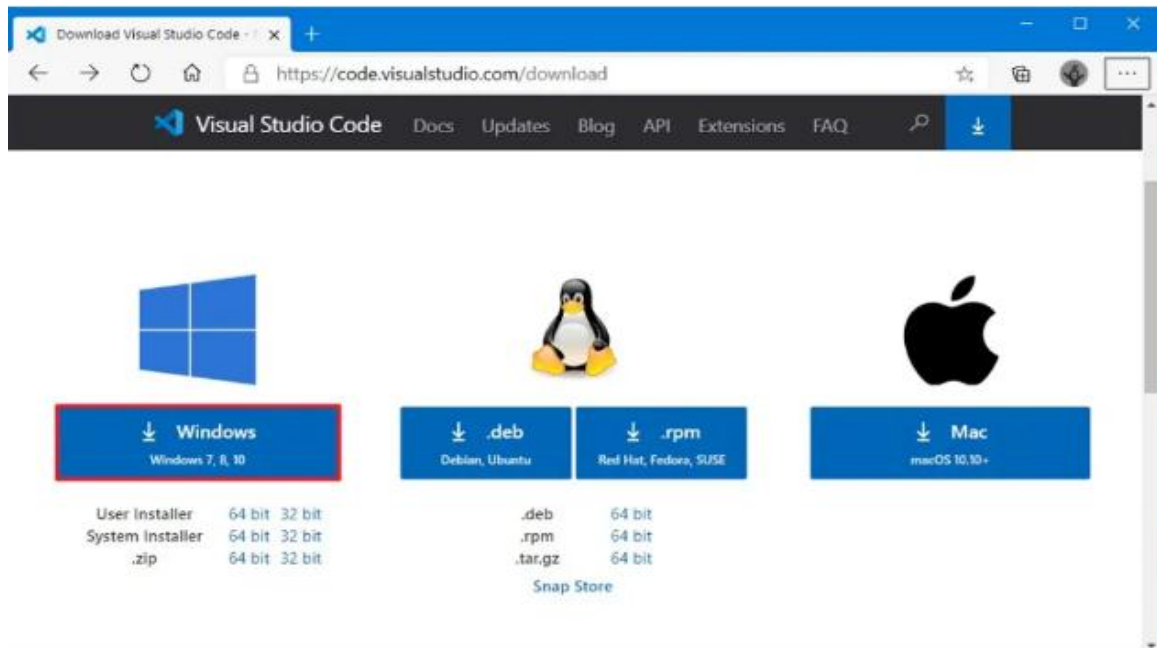 Download Visual Studio Code -
https://code.visualstudio.com/download
Visual Studio Code Docs Updates Blog API Extensions FAQ
Windows
Windows 7, 8, 10
.deb
Debian, Ubuntu
.rpm
Red Hat, Fedora, SUSE
Mac
macOS 10.10+
User Installer 64 bit 32 bit
System Installer 64 bit 32 bit
.zip 64 bit 32 bit
.deb 64 bit
.rpm 64 bit
.tar.gz 64 bit
Snap Store